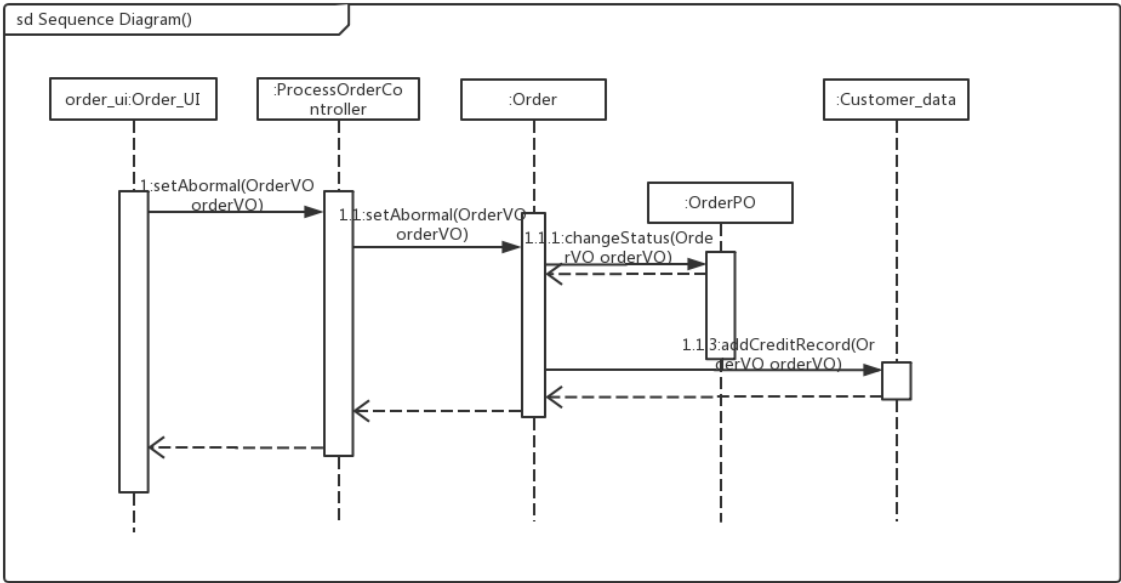 sd Sequence Diagram()
order_ui:Order_UI
:ProcessOrderCo
ntroller
:Order
:Customer_data
1:setAbormal(OrderVO
orderVO)
:OrderPO
1.1:setAbormal(OrderVO
orderVO)
1.1.1:changeStatus(Orde
rVO orderVO)
1.1.3:addCreditRecord(Or
derVO orderVO)